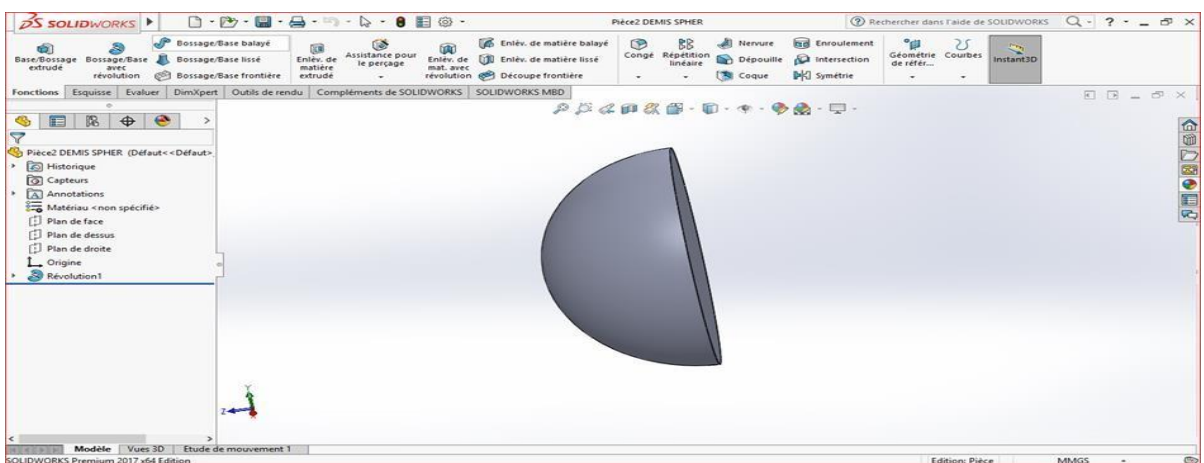 SOLIDWORKS
Pièce2 DEMIS SPHER
Rechercher dans l'aide de SOLIDWORKS
?
Base/Bossage extrudé
Bossage/Base avec révolution
Bossage/Base balayé
Bossage/Base lissé
Bossage/Base frontière
Enlèv. de matière extrudé
Assistance pour le perçage
Enlèv. de mat. avec révolution
Enlèv. de matière balayé
Enlèv. de matière lissé
Découpe frontière
Congé
Répétition linéaire
Nervure
Dépouille
Coque
Enroulement
Intersection
Symétrie
Géométrie de référ...
Courbes
Instant3D
Fonctions Esquisse Evaluer DimXpert Outils de rendu Compléments de SOLIDWORKS SOLIDWORKS MBD
Pièce2 DEMIS SPHER (Défaut<<Défaut>
Historique
Capteurs
Annotations
Matériau <non spécifié>
Plan de face
Plan de dessus
Plan de droite
Origine
Révolution1
Y
Z
Modèle Vues 3D Etude de mouvement 1
SOLIDWORKS Premium 2017 x64 Edition
Edition: Pièce MMGS